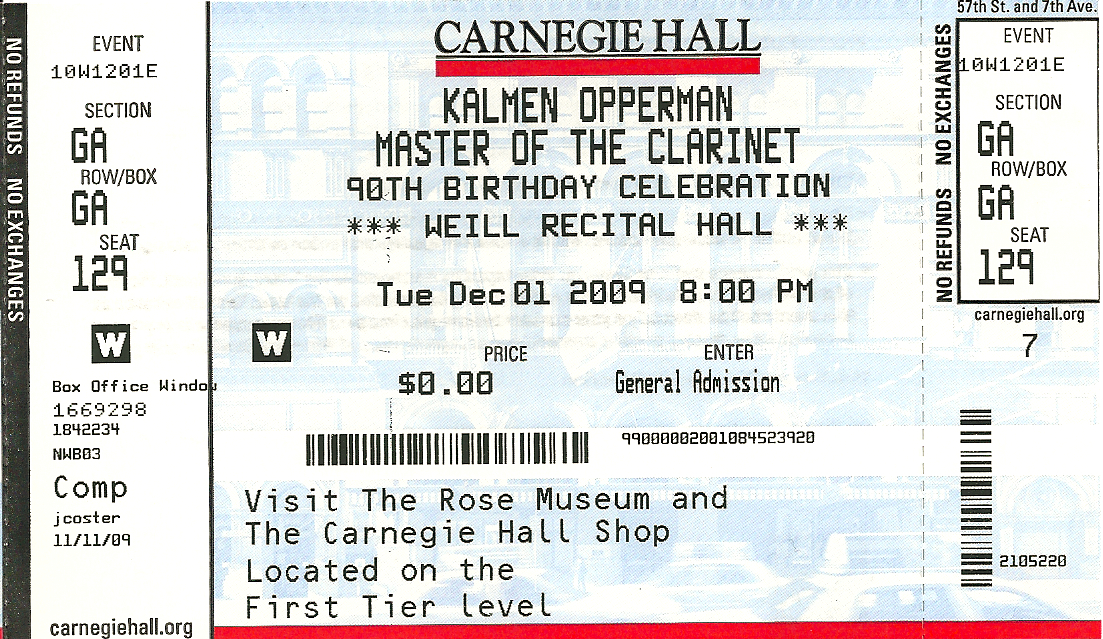 NO REFUNDS NO EXCHANGES
EVENT
10W1201E
SECTION
GA
ROW/BOX
GA
SEAT
129
W
Box Office Window
1669298
1842234
NWB03
Comp
jcoster
11/11/09
carnegiehall.org
CARNEGIE HALL
KALMEN OPPERMAN
MASTER OF THE CLARINET
90TH BIRTHDAY CELEBRATION
*** WEILL RECITAL HALL ***
Tue Dec 01 2009 8:00 PM
W
PRICE
$0.00
ENTER
General Admission
99000002001084523920
Visit The Rose Museum and
The Carnegie Hall Shop
Located on the
First Tier level
57th St. and 7th Ave.
NO REFUNDS NO EXCHANGES
EVENT
10W1201E
SECTION
GA
ROW/BOX
GA
SEAT
129
carnegiehall.org
7
2105220